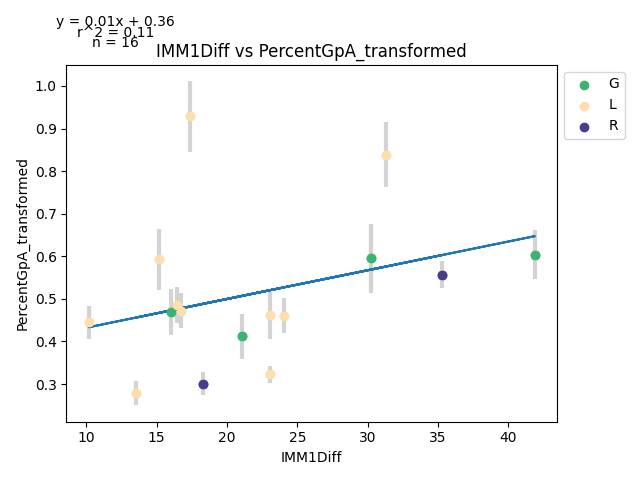 y = 0.01x + 0.36
r^2 = 0.11
n = 16
IMM1Diff vs PercentGpA_transformed
G
L
R
PercentGpA_transformed
1.0
0.9
0.8
0.7
0.6
0.5
0.4
0.3
10 15 20 25 30 35 40
IMM1Diff